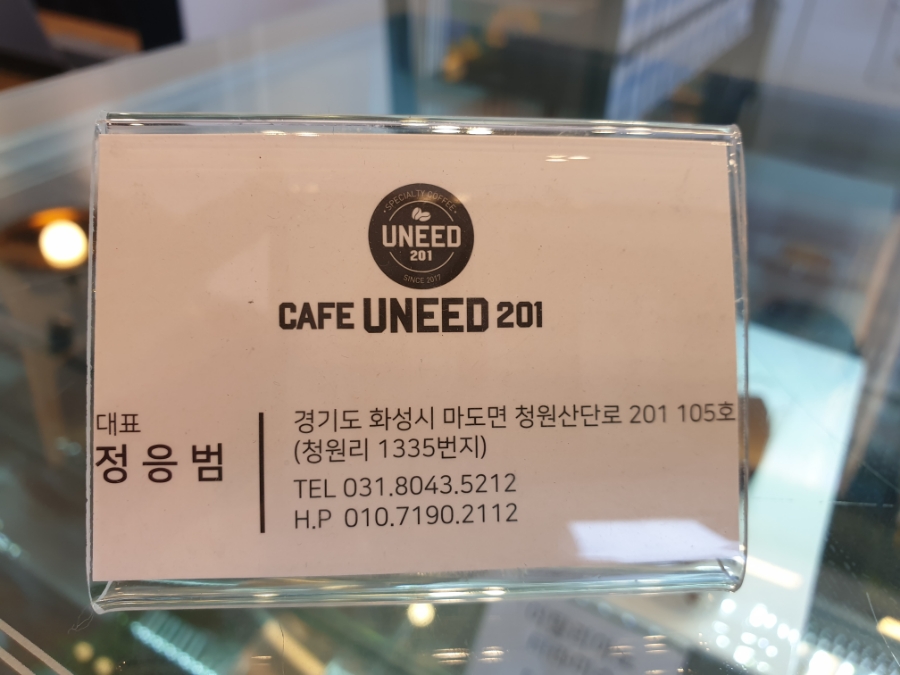 SPECIALTY COFFEE
UNEED
201
SINCE 2017
CAFE UNEED 201
대표
정응범
경기도 화성시 마도면 청원산단로 201 105호
(청원리 1335번지)
TEL 031.8043.5212
H.P 010.7190.2112